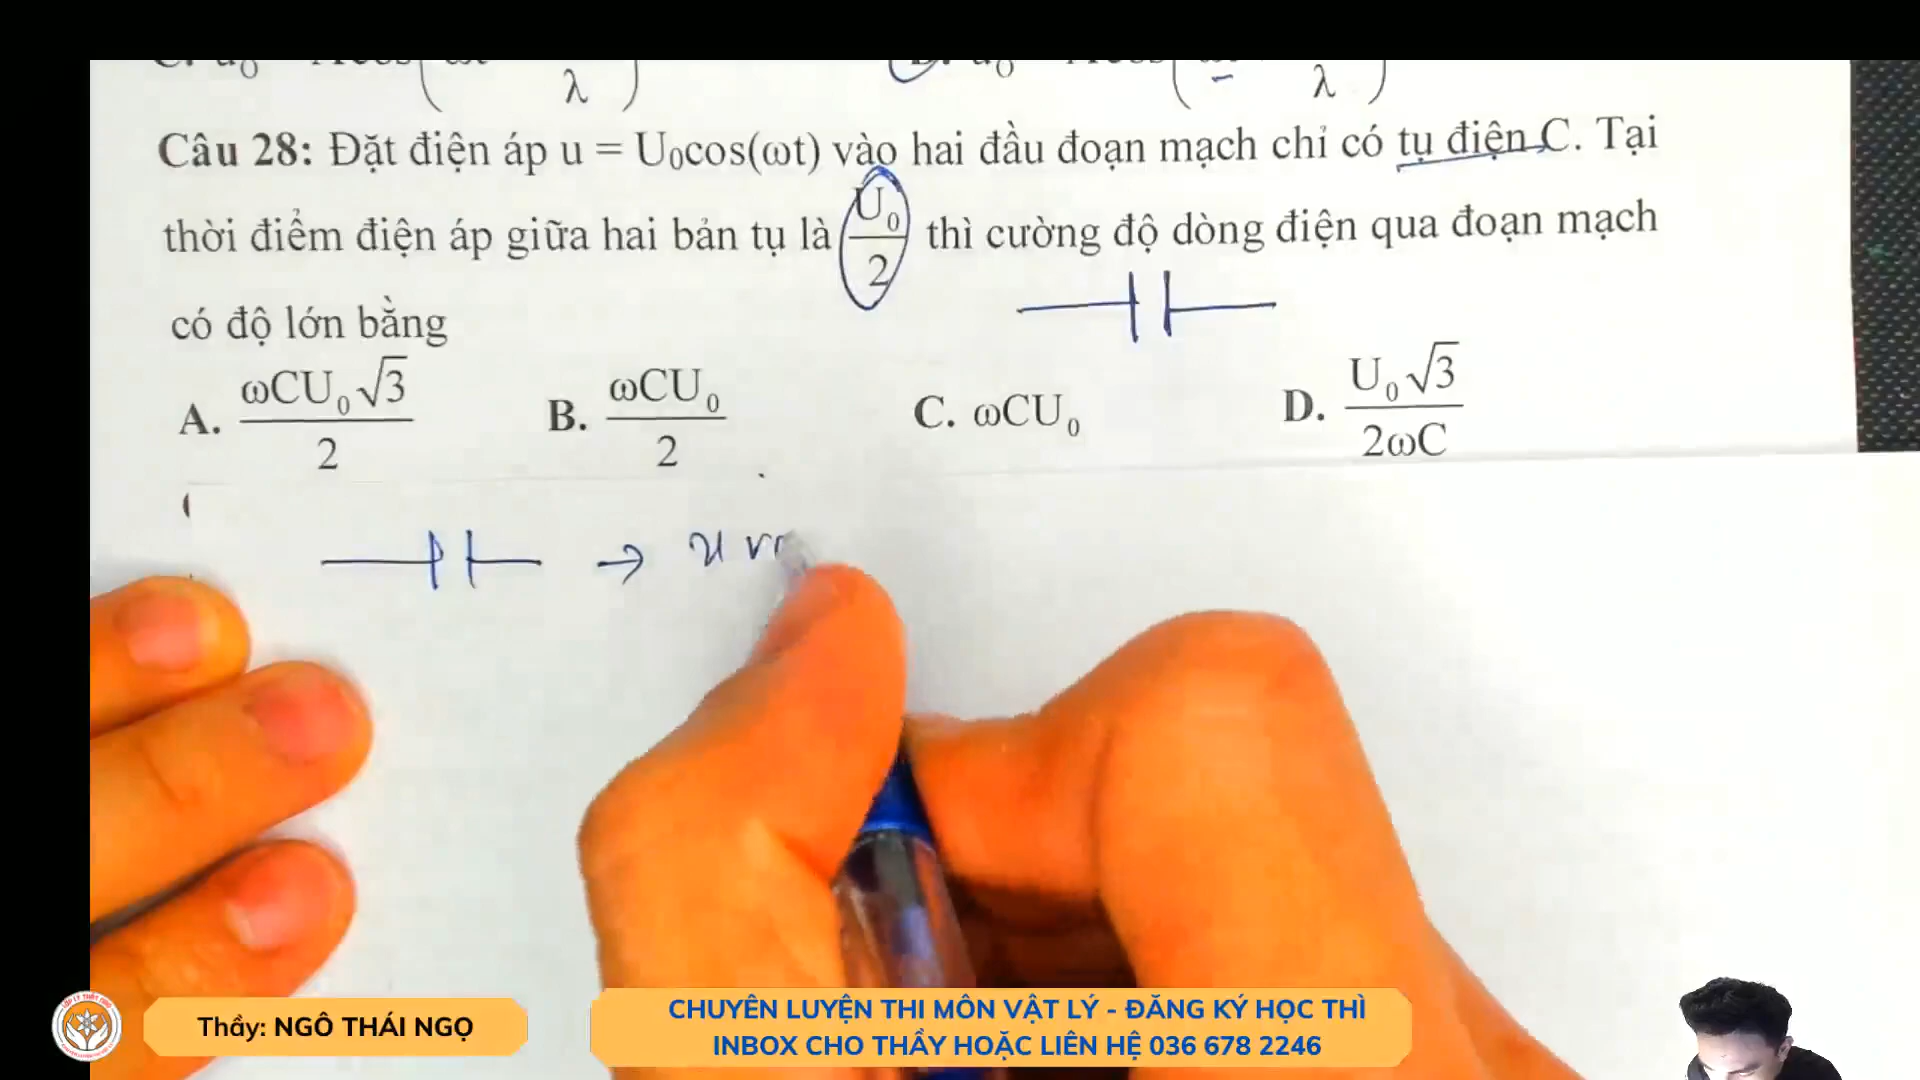 Câu 28: Đặt điện áp u = U₀cos(ωt) vào hai đầu đoạn mạch chỉ có tụ điện C. Tại
thời điểm điện áp giữa hai bản tụ là U₀/2 thì cường độ dòng điện qua đoạn mạch
có độ lớn bằng
A. ωCU₀√3/2 B. ωCU₀/2 C. ωCU₀ D. U₀√3/2ωC
→ u
Thầy: NGÔ THÁI NGỌ
CHUYÊN LUYỆN THI MÔN VẬT LÝ - ĐĂNG KÝ HỌC THÌ
INBOX CHO THẦY HOẶC LIÊN HỆ 036 678 2246